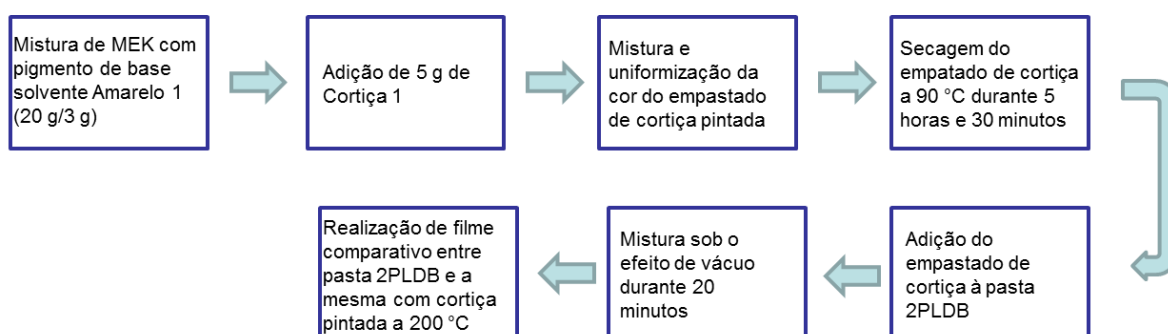 Mistura de MEK com
pigmento de base
solvente Amarelo 1
(20 g/3 g)
Adição de 5 g de
Cortiça 1
Mistura e
uniformização da
cor do empastado
de cortiça pintada
Secagem do
empatado de cortiça
a 90 °C durante 5
horas e 30 minutos
Adição do
empastado de
cortiça à pasta
2PLDB
Mistura sob o
efeito de vácuo
durante 20
minutos
Realização de filme
comparativo entre
pasta 2PLDB e a
mesma com cortiça
pintada a 200 °C